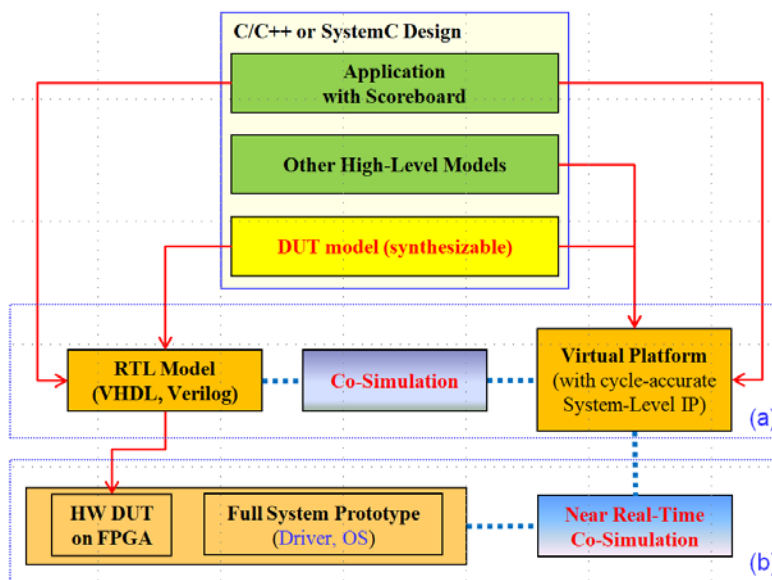 C/C++ or SystemC Design
Application
with Scoreboard
Other High-Level Models
DUT model (synthesizable)
RTL Model
(VHDL, Verilog)
Co-Simulation
Virtual Platform
(with cycle-accurate
System-Level IP)
(a)
HW DUT
on FPGA
Full System Prototype
(Driver, OS)
Near Real-Time
Co-Simulation
(b)